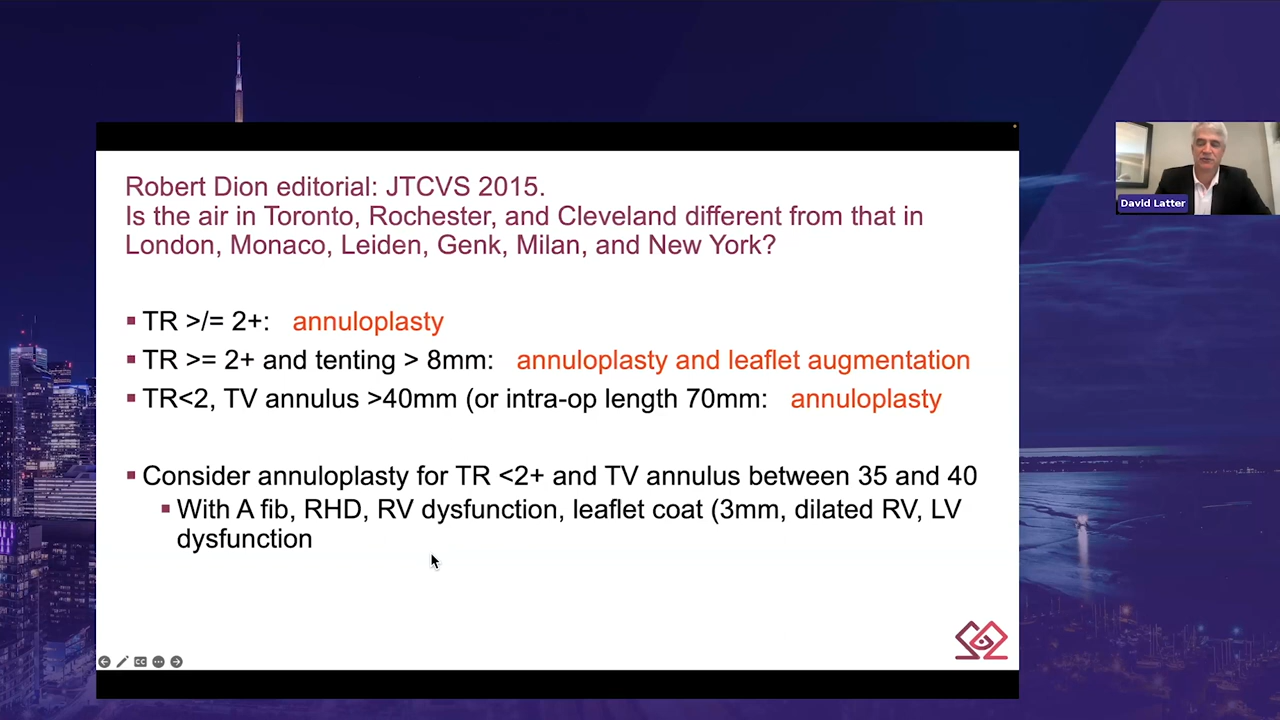 Robert Dion editorial: JTCVS 2015.
Is the air in Toronto, Rochester, and Cleveland different from that in
London, Monaco, Leiden, Genk, Milan, and New York?
TR >/= 2+: annuloplasty
TR >= 2+ and tenting > 8mm: annuloplasty and leaflet augmentation
TR<2, TV annulus >40mm (or intra-op length 70mm: annuloplasty
Consider annuloplasty for TR <2+ and TV annulus between 35 and 40
With A fib, RHD, RV dysfunction, leaflet coat (3mm, dilated RV, LV
dysfunction
David Latter
CC